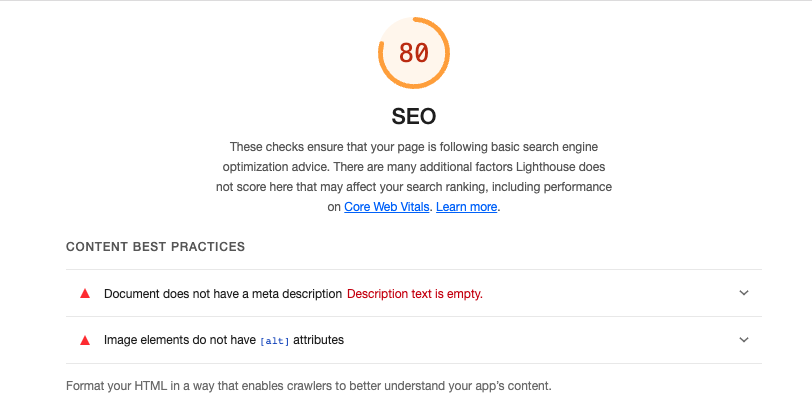 80
SEO
These checks ensure that your page is following basic search engine
optimization advice. There are many additional factors Lighthouse does
not score here that may affect your search ranking, including performance
on Core Web Vitals. Learn more.
CONTENT BEST PRACTICES
Document does not have a meta description Description text is empty.
Image elements do not have [alt] attributes
Format your HTML in a way that enables crawlers to better understand your app's content.